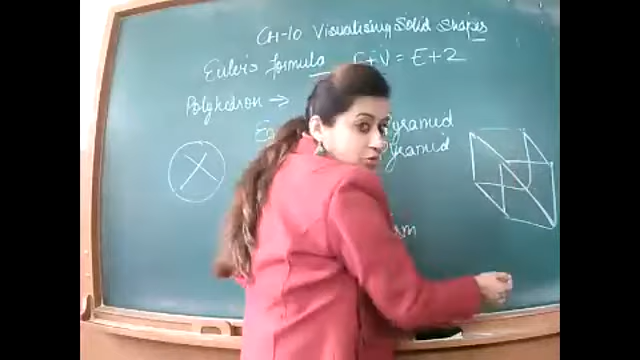 CH-10 Visualising Solid Shapes
Euler's formula F+V = E+2
Polyhedron →
Pyramid
Pyramid